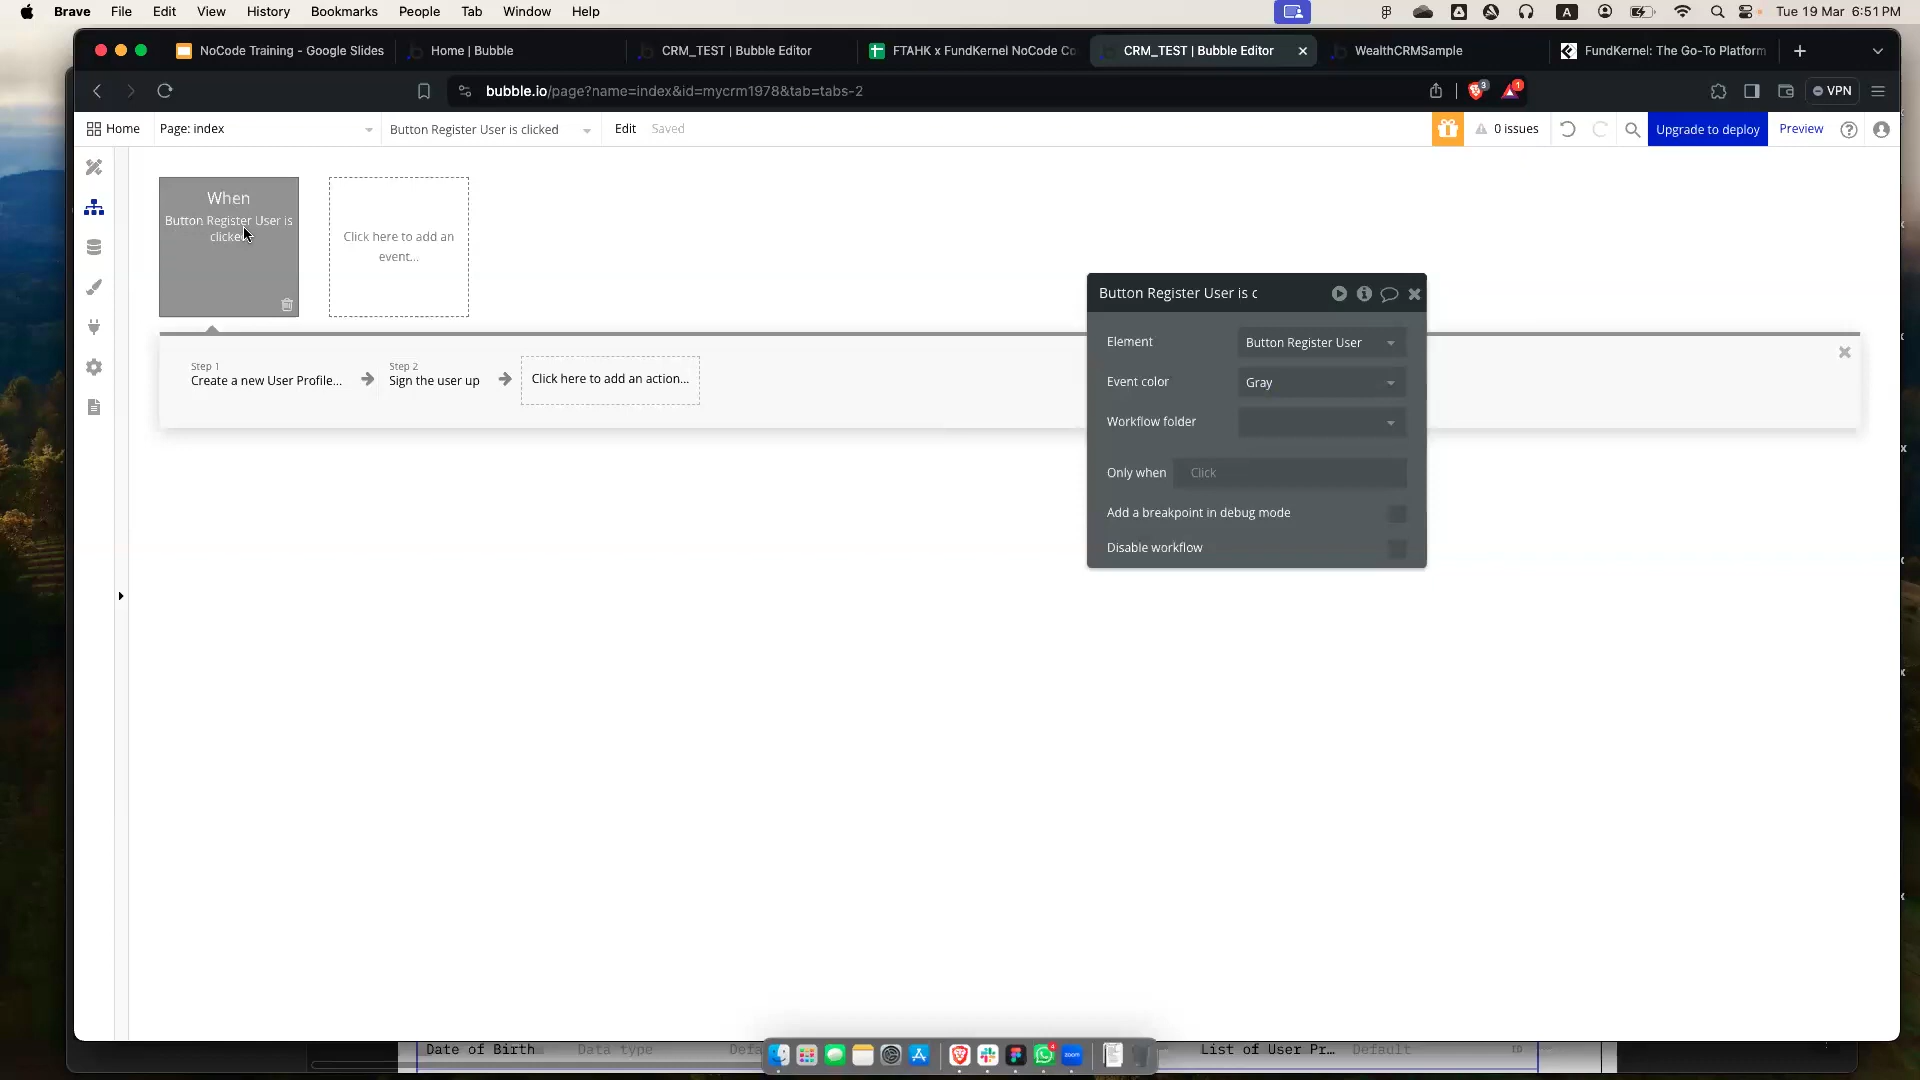 Brave File Edit View History Bookmarks People Tab Window Help A Tue 19 Mar 6:51 PM
NoCode Training - Google Slides Home | Bubble CRM_TEST | Bubble Editor FTAHK x FundKernel NoCode Co CRM_TEST | Bubble Editor WealthCRMSample FundKernel: The Go-To Platform
bubble.io/page?name=index&id=mycrm1978&tab=tabs-2 3 1 VPN
Home Page: index Button Register User is clicked Edit Saved 0 issues Upgrade to deploy Preview
When
Button Register User is
clicked
Click here to add an
event...
Button Register User is c
Element Button Register User
Event color Gray
Workflow folder
Only when Click
Add a breakpoint in debug mode
Disable workflow
Step 1
Create a new User Profile...
Step 2
Sign the user up
Click here to add an action...
Date of Birth Data type Defa List of User Pr... Default ID
4
zoom